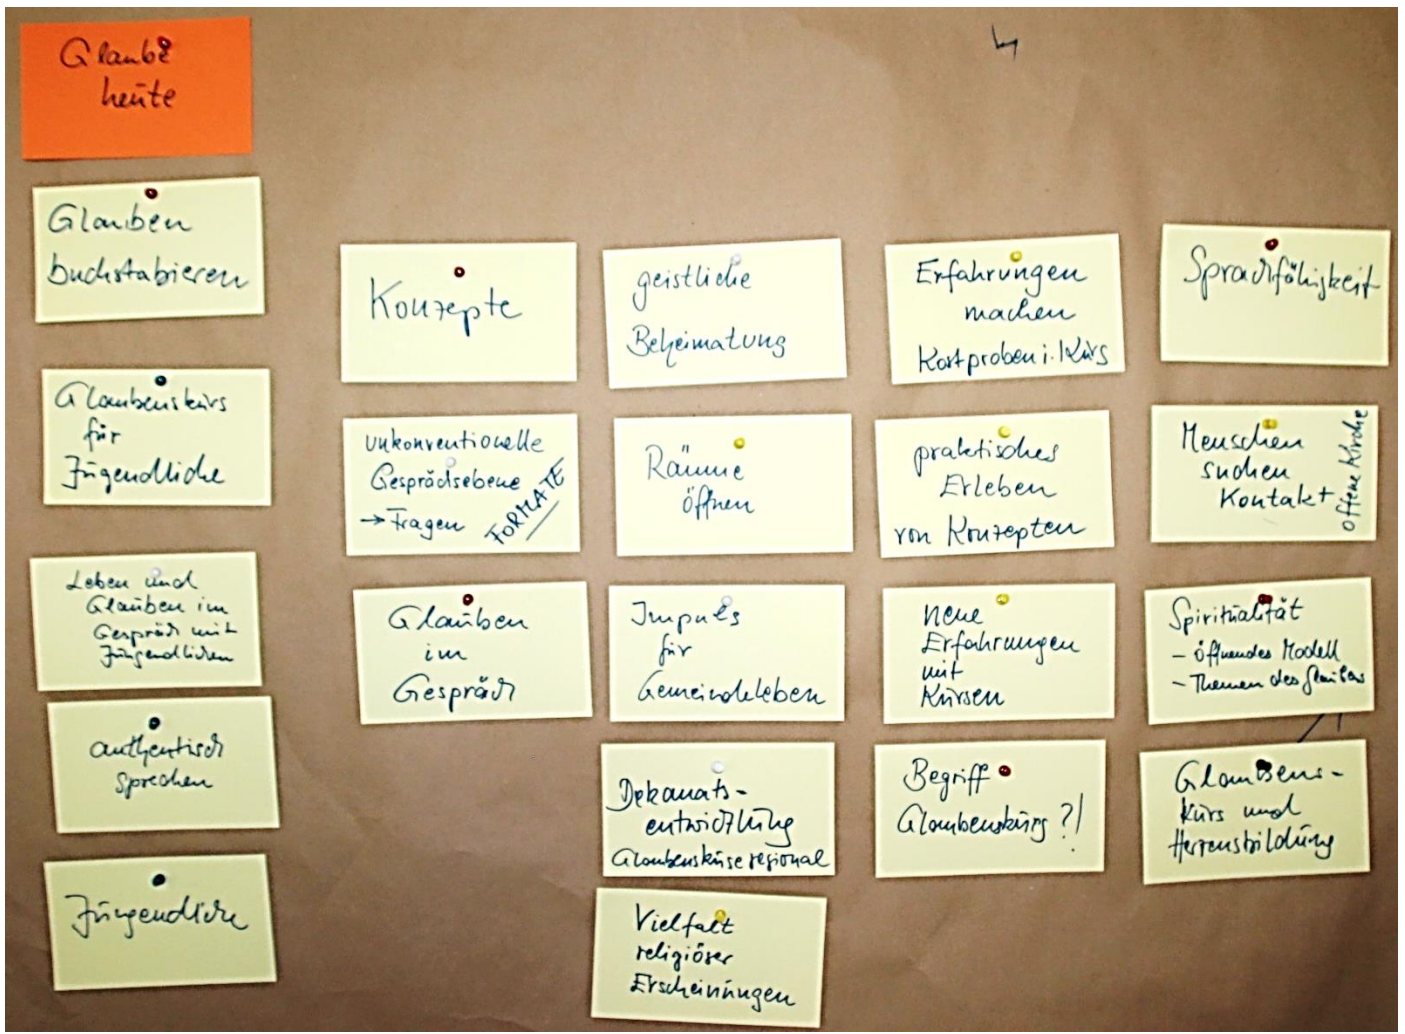 Glaube
heute
Glauben
buchstabieren
Glaubenskurs
für
Jugendliche
Leben und
Glauben im
Gespräch mit
Jugendlichen
authentisch
sprechen
Jugendliche
Konzepte
unkonventionelle
Gesprächsebene
→ Fragen
FORMATE
Glauben
im
Gespräch
geistliche
Beheimatung
Räume
öffnen
Impuls
für
Gemeindeleben
Dekanats-
entwicklung
Glaubenskurse regional
Vielfalt
religiöser
Erscheinungen
Erfahrungen
machen
Kostproben i. Kurs
praktisches
Erleben
von Konzepten
neue
Erfahrungen
mit
Kursen
Begriff
Glaubenskurs ?!
Sprachfähigkeit
Menschen
suchen
Kontakt
offene Kirche
Spiritualität
- öffnendes Modell
- Themen des Glaubens
Glaubens-
kurs und
Herzensbildung